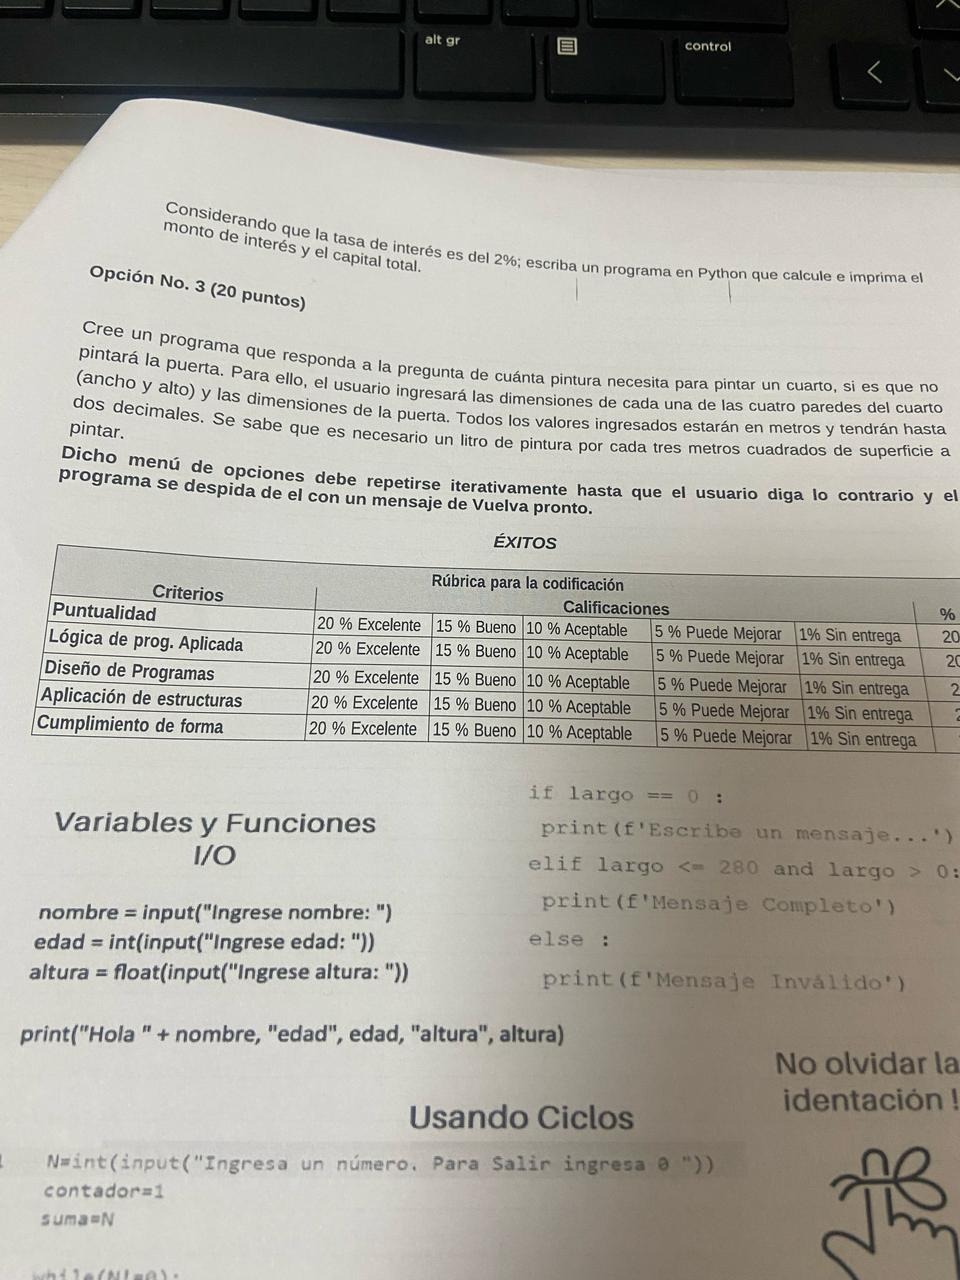 alt gr
control
Considerando que la tasa de interés es del 2%; escriba un programa en Python que calcule e imprima el
monto de interés y el capital total.
Opción No. 3 (20 puntos)
Cree un programa que responda a la pregunta de cuánta pintura necesita para pintar un cuarto, si es que no
pintará la puerta. Para ello, el usuario ingresará las dimensiones de cada una de las cuatro paredes del cuarto
(ancho y alto) y las dimensiones de la puerta. Todos los valores ingresados estarán en metros y tendrán hasta
dos decimales. Se sabe que es necesario un litro de pintura por cada tres metros cuadrados de superficie a
pintar.
Dicho menú de opciones debe repetirse iterativamente hasta que el usuario diga lo contrario y el
programa se despida de el con un mensaje de Vuelva pronto.
ÉXITOS
Rúbrica para la codificación
Criterios Calificaciones %
Puntualidad 20 % Excelente 15 % Bueno 10 % Aceptable 5 % Puede Mejorar 1% Sin entrega 20
Lógica de prog. Aplicada 20 % Excelente 15 % Bueno 10 % Aceptable 5 % Puede Mejorar 1% Sin entrega 20
Diseño de Programas 20 % Excelente 15 % Bueno 10 % Aceptable 5 % Puede Mejorar 1% Sin entrega 2
Aplicación de estructuras 20 % Excelente 15 % Bueno 10 % Aceptable 5 % Puede Mejorar 1% Sin entrega
Cumplimiento de forma 20 % Excelente 15 % Bueno 10 % Aceptable 5 % Puede Mejorar 1% Sin entrega
Variables y Funciones
I/O
nombre = input("Ingrese nombre: ")
edad = int(input("Ingrese edad: "))
altura = float(input("Ingrese altura: "))
print("Hola " + nombre, "edad", edad, "altura", altura)
if largo == 0 :
print(f'Escribe un mensaje...')
elif largo <= 280 and largo > 0:
print(f'Mensaje Completo')
else :
print(f'Mensaje Inválido')
No olvidar la
identación !
Usando Ciclos
N=int(input("Ingresa un número. Para Salir ingresa 0 "))
contador=1
suma=N
while(N!=0):